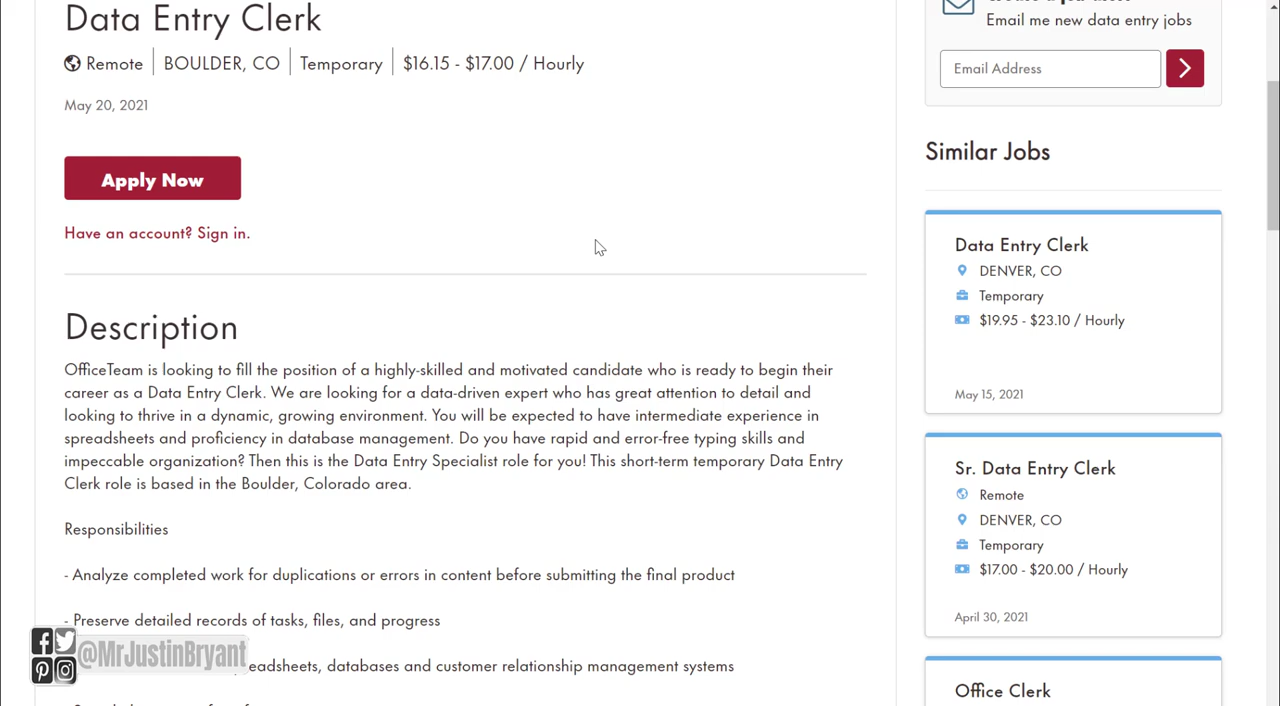 Data Entry Clerk
Remote BOULDER, CO Temporary $16.15 - $17.00 / Hourly
May 20, 2021
Apply Now
Have an account? Sign in.
Description
OfficeTeam is looking to fill the position of a highly-skilled and motivated candidate who is ready to begin their
career as a Data Entry Clerk. We are looking for a data-driven expert who has great attention to detail and
looking to thrive in a dynamic, growing environment. You will be expected to have intermediate experience in
spreadsheets and proficiency in database management. Do you have rapid and error-free typing skills and
impeccable organization? Then this is the Data Entry Specialist role for you! This short-term temporary Data Entry
Clerk role is based in the Boulder, Colorado area.
Responsibilities
- Analyze completed work for duplications or errors in content before submitting the final product
- Preserve detailed records of tasks, files, and progress
eadsheets, databases and customer relationship management systems
@MrJustinBryant
Email me new data entry jobs
Email Address
Similar Jobs
Data Entry Clerk
DENVER, CO
Temporary
$19.95 - $23.10 / Hourly
May 15, 2021
Sr. Data Entry Clerk
Remote
DENVER, CO
Temporary
$17.00 - $20.00 / Hourly
April 30, 2021
Office Clerk